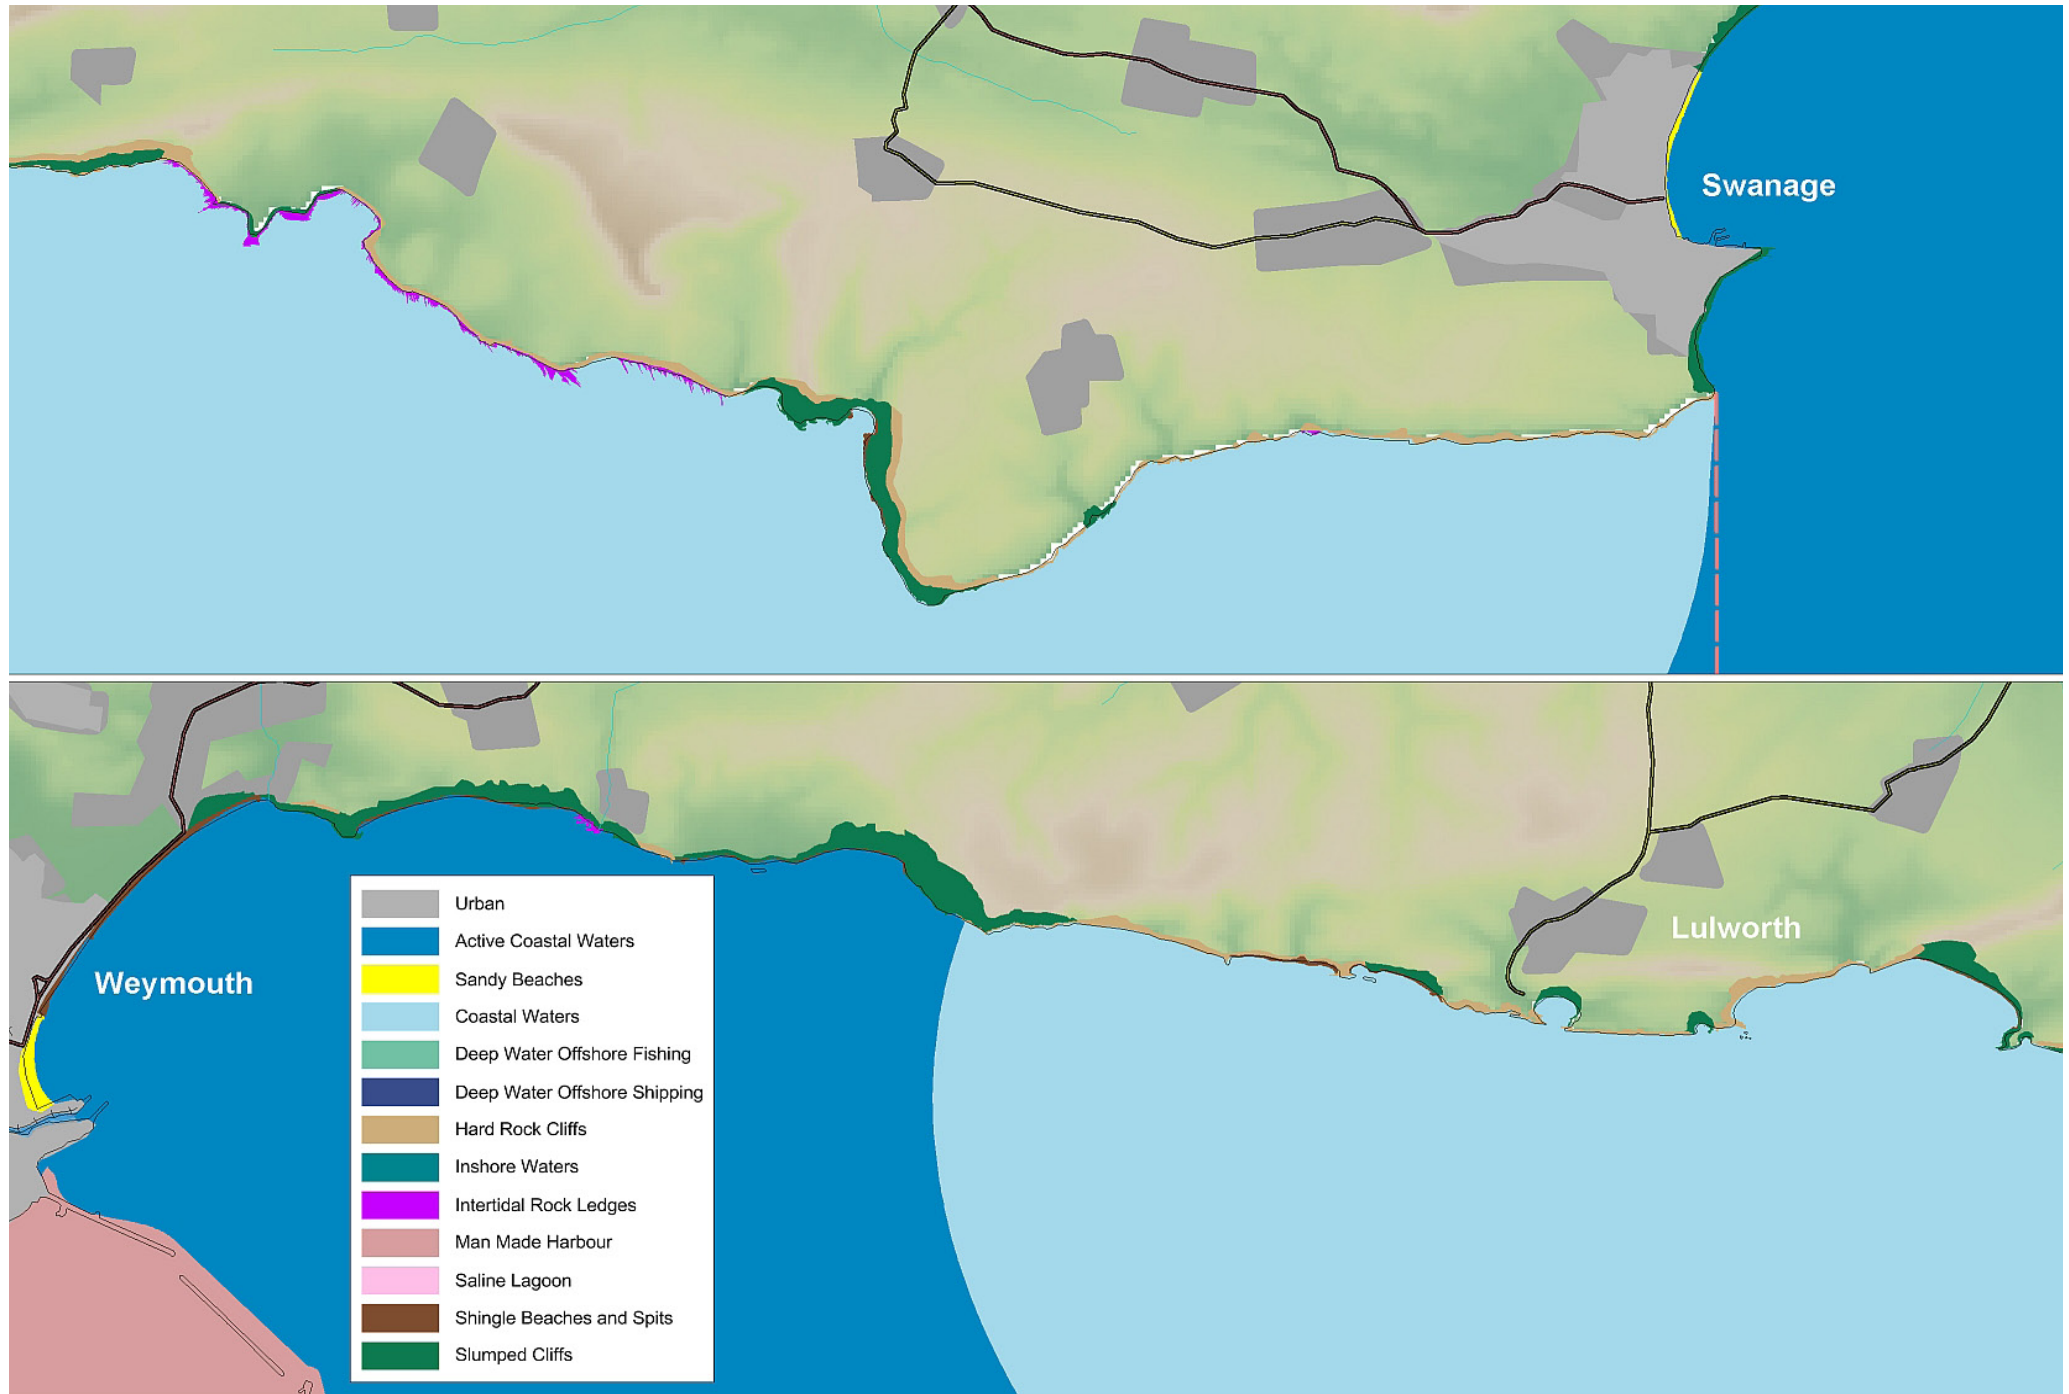 Swanage
Weymouth
Lulworth
Urban
Active Coastal Waters
Sandy Beaches
Coastal Waters
Deep Water Offshore Fishing
Deep Water Offshore Shipping
Hard Rock Cliffs
Inshore Waters
Intertidal Rock Ledges
Man Made Harbour
Saline Lagoon
Shingle Beaches and Spits
Slumped Cliffs